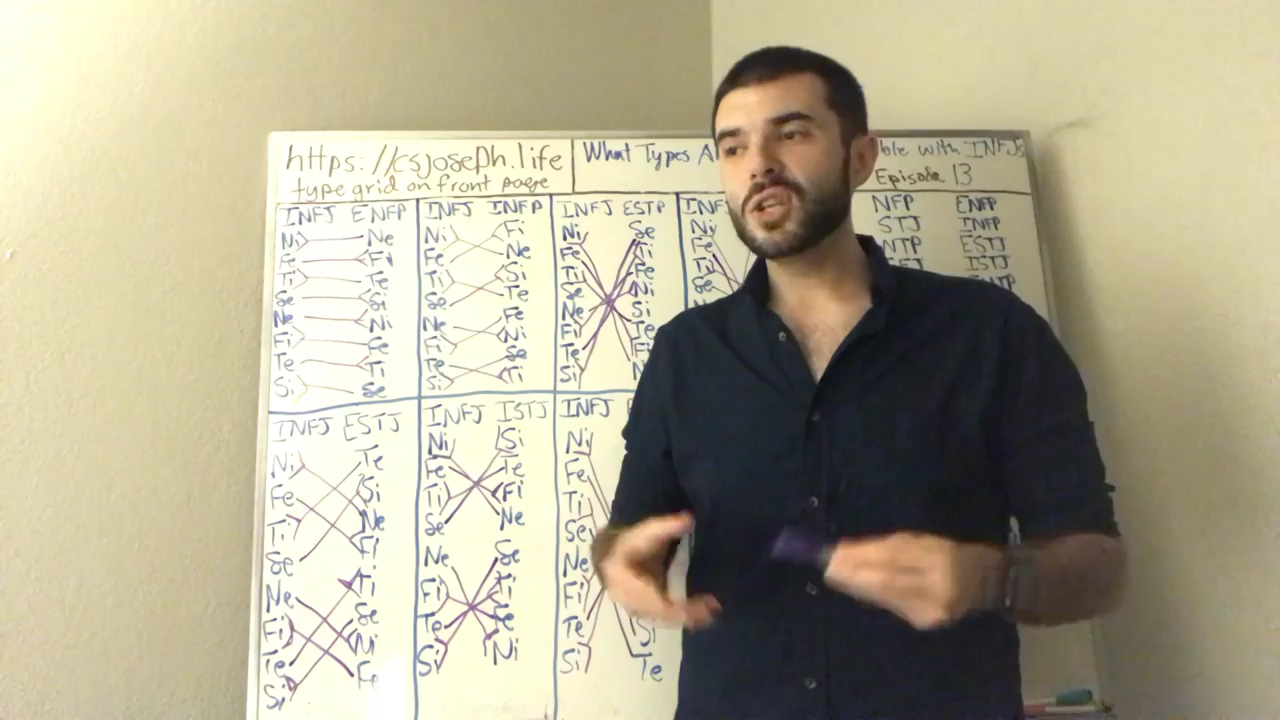 https://csjoseph.life
type grid on front page
What Types A
ble with INFJs
Episode 13
INFJ ENFP
Ni Ne
Fe Fi
Ti Te
Se Si
Ne Ni
Fi Fe
Te Ti
Si Se
INFJ INFP
Ni Fi
Fe Ne
Ti Si
Se Te
Ne Fe
Fi Ni
Te Se
Si Ti
INFJ ESTP
Ni Se
Fe Ti
Ti Fe
Se Ni
Ne Si
Fi Te
Te Fi
Si N
INFJ
Ni
Fe
Ti
Se
NFP ENFP
STJ INFP
NTP ESTJ
ISTJ
NTP
INFJ ESTJ
Ni Te
Fe Si
Ti Ne
Se Fi
Ne Ti
Fi Se
Te Ni
Si Fe
INFJ ISTJ
Ni Si
Fe Te
Ti Fi
Se Ne
Ne Se
Fi Ti
Te Fe
Si Ni
INFJ
Ni
Fe
Ti
Se
Ne
Fi
Te Si
Si Te